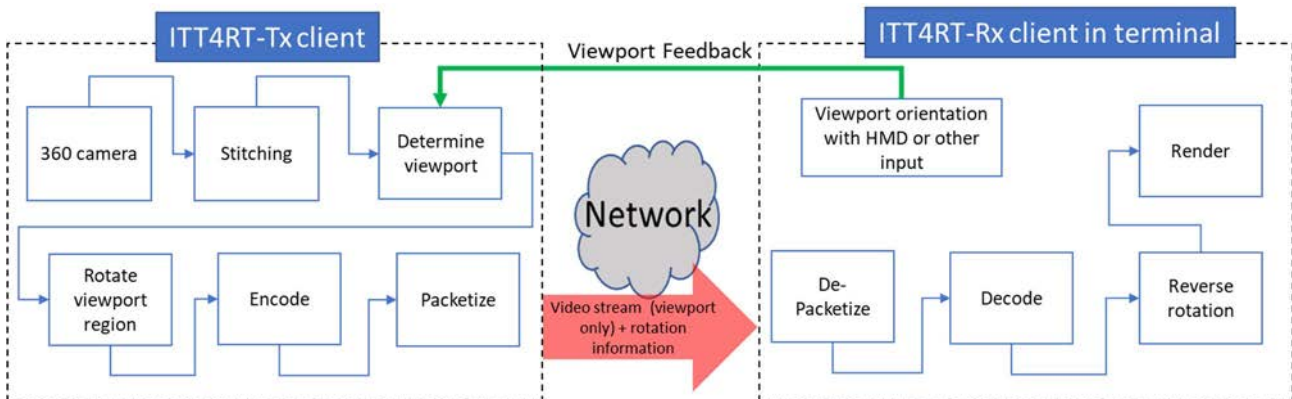 ITT4RT-Tx client
Viewport Feedback
ITT4RT-Rx client in terminal
360 camera
Stitching
Determine
viewport
Viewport orientation
with HMD or other
input
Render
Network
Rotate
viewport
region
Encode
Packetize
Video stream (viewport
only) + rotation
information
De-
Packetize
Decode
Reverse
rotation